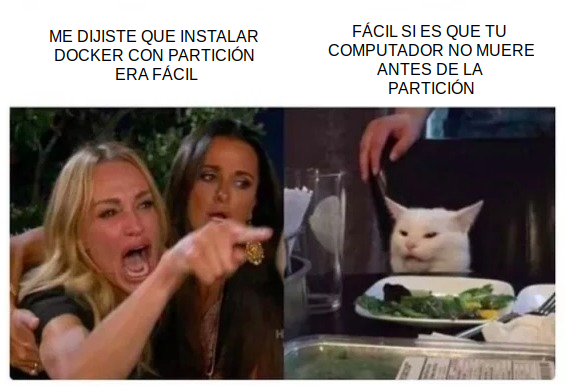 ME DIJISTE QUE INSTALAR
DOCKER CON PARTICIÓN
ERA FÁCIL
FÁCIL SI ES QUE TU
COMPUTADOR NO MUERE
ANTES DE LA
PARTICIÓN